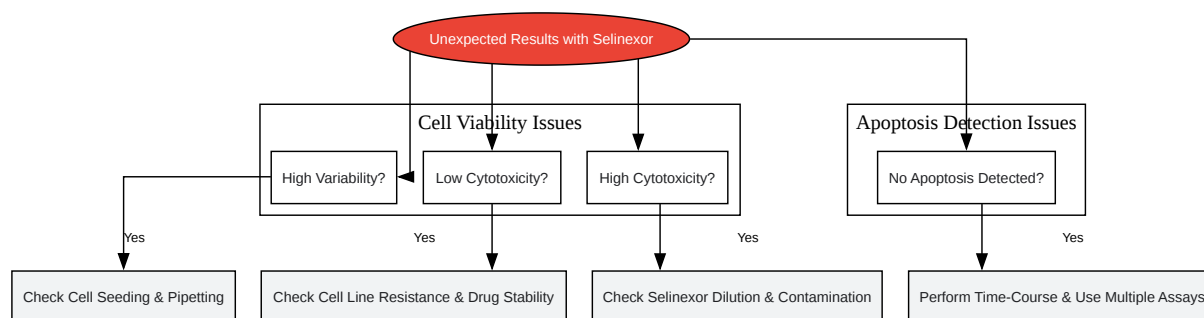 Unexpected Results with Selinexor
Cell Viability Issues
Apoptosis Detection Issues
High Variability?
Low Cytotoxicity?
High Cytotoxicity?
No Apoptosis Detected?
Yes
Yes
Yes
Yes
Check Cell Seeding & Pipetting
Check Cell Line Resistance & Drug Stability
Check Selinexor Dilution & Contamination
Perform Time-Course & Use Multiple Assays